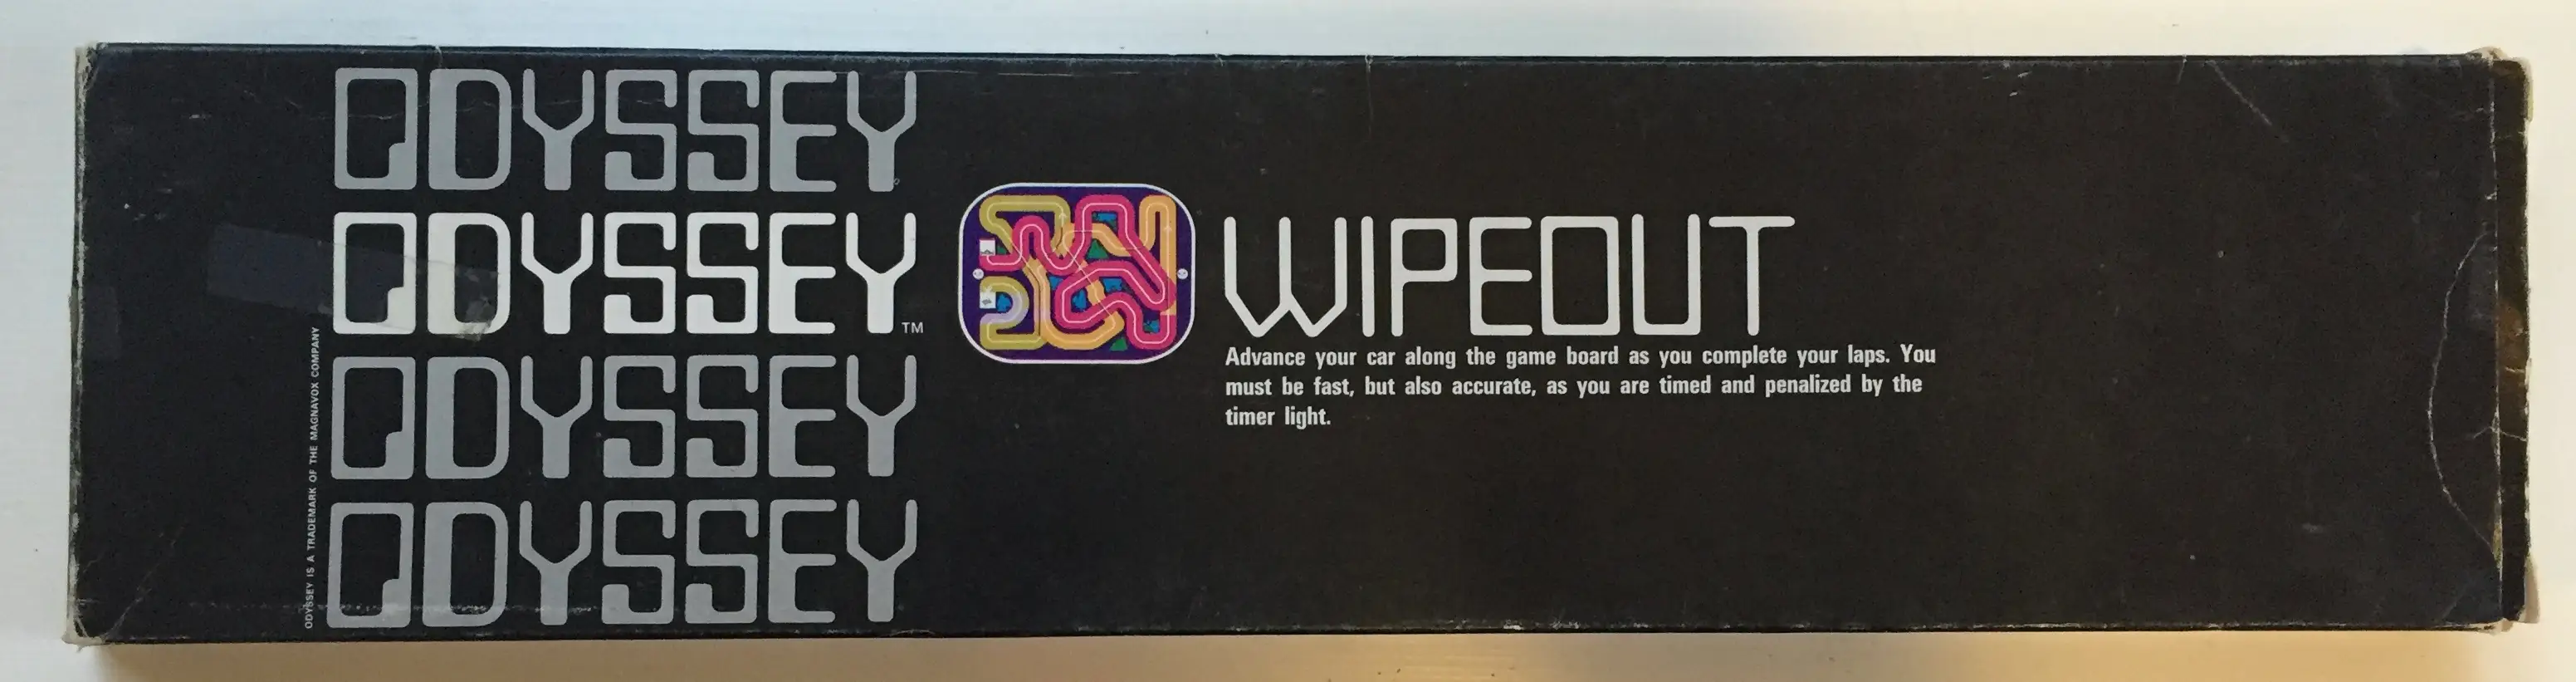 ODYSSEY
ODYSSEY™
ODYSSEY
ODYSSEY
ODYSSEY IS A TRADEMARK OF THE MAGNAVOX COMPANY
WIPEOUT
Advance your car along the game board as you complete your laps. You
must be fast, but also accurate, as you are timed and penalized by the
timer light.